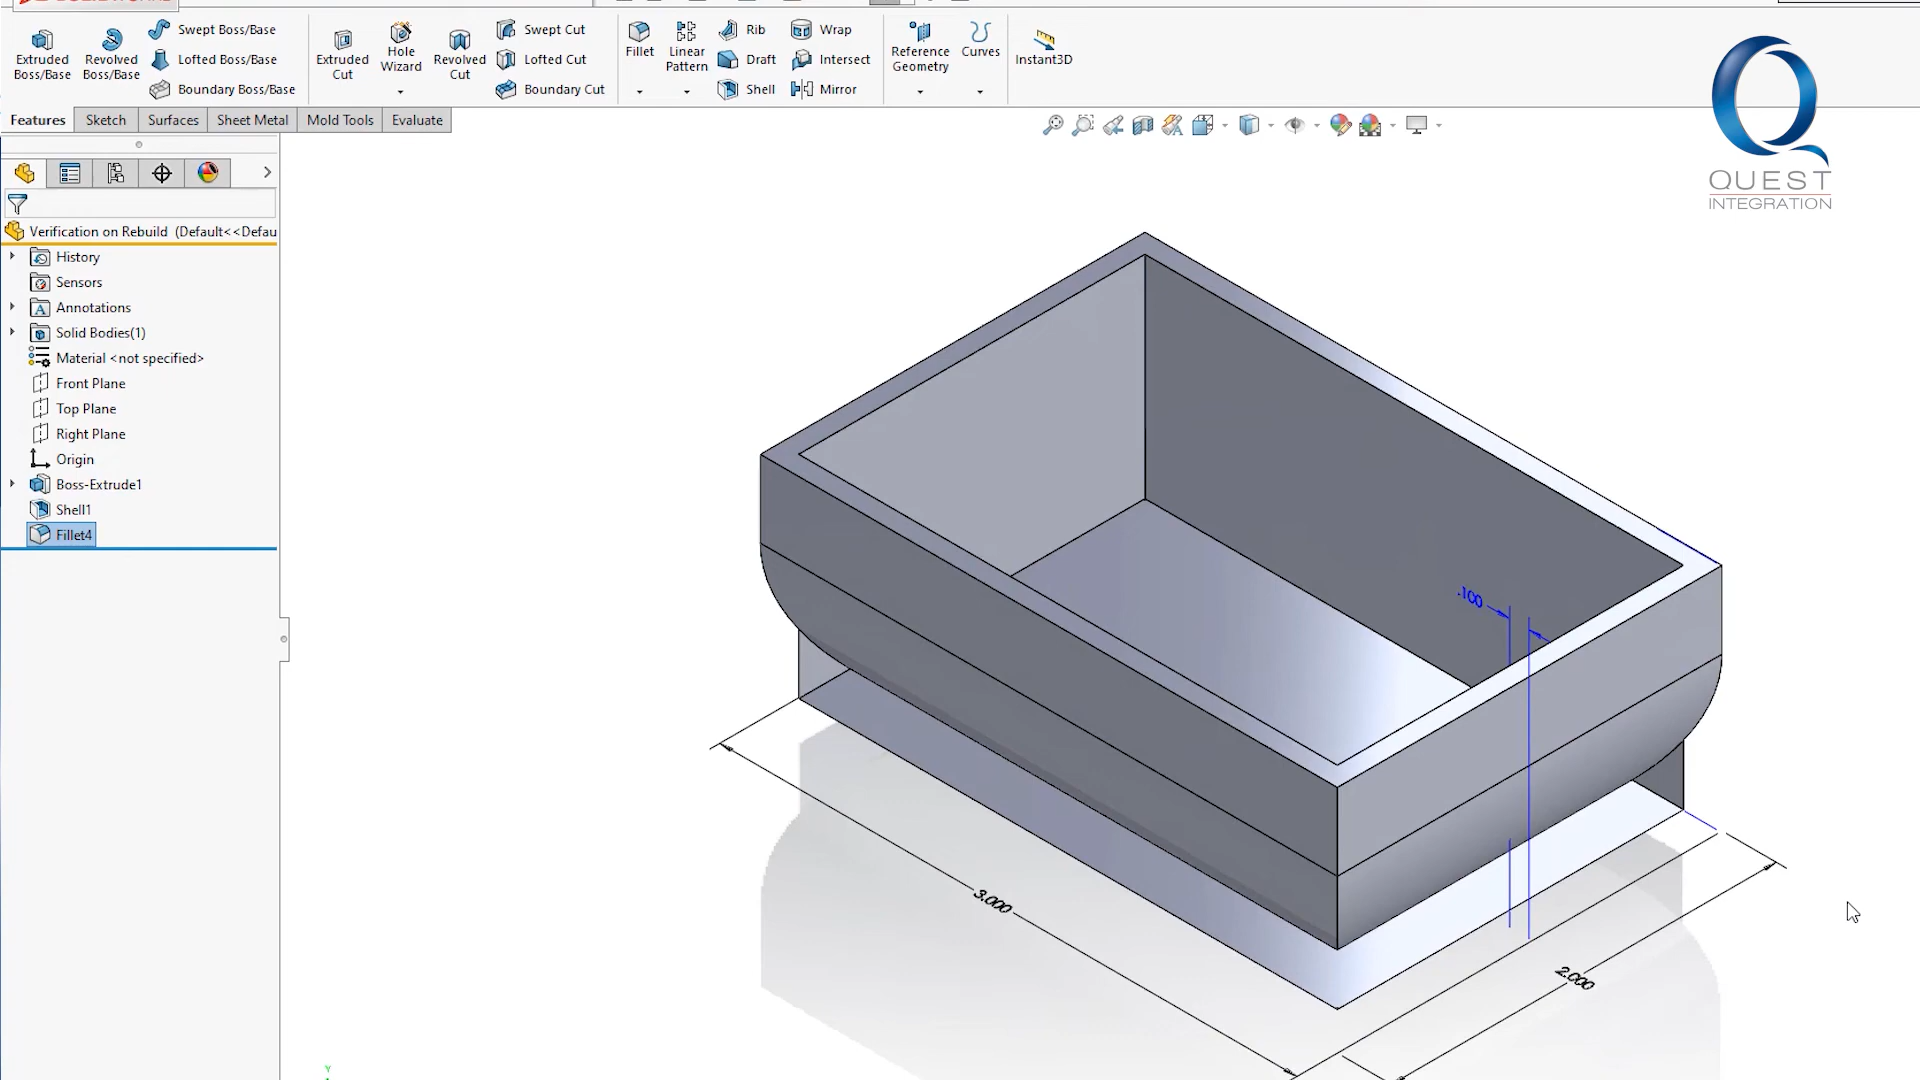 Extruded Boss/Base
Revolved Boss/Base
Swept Boss/Base
Lofted Boss/Base
Boundary Boss/Base
Extruded Cut
Hole Wizard
Revolved Cut
Swept Cut
Lofted Cut
Boundary Cut
Fillet
Linear Pattern
Rib
Draft
Shell
Wrap
Intersect
Mirror
Reference Geometry
Curves
Instant3D
Features
Sketch
Surfaces
Sheet Metal
Mold Tools
Evaluate
QUEST
INTEGRATION
Verification on Rebuild (Default<<Defau
History
Sensors
Annotations
Solid Bodies(1)
Material <not specified>
Front Plane
Top Plane
Right Plane
Origin
Boss-Extrude1
Shell1
Fillet4
.100
3.000
2.000
Y